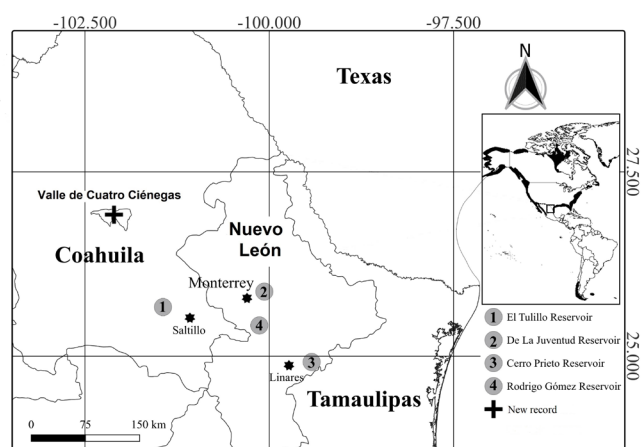 -102.500 -100.000 -97.500
N
Texas
27.500
Valle de Cuatro Ciénegas
Nuevo
León
Coahuila
Monterrey
2
1
Saltillo
4
3
Linares
25.000
Tamaulipas
1 El Tulillo Reservoir
2 De La Juventud Reservoir
3 Cerro Prieto Reservoir
4 Rodrigo Gómez Reservoir
New record
0 75 150 km